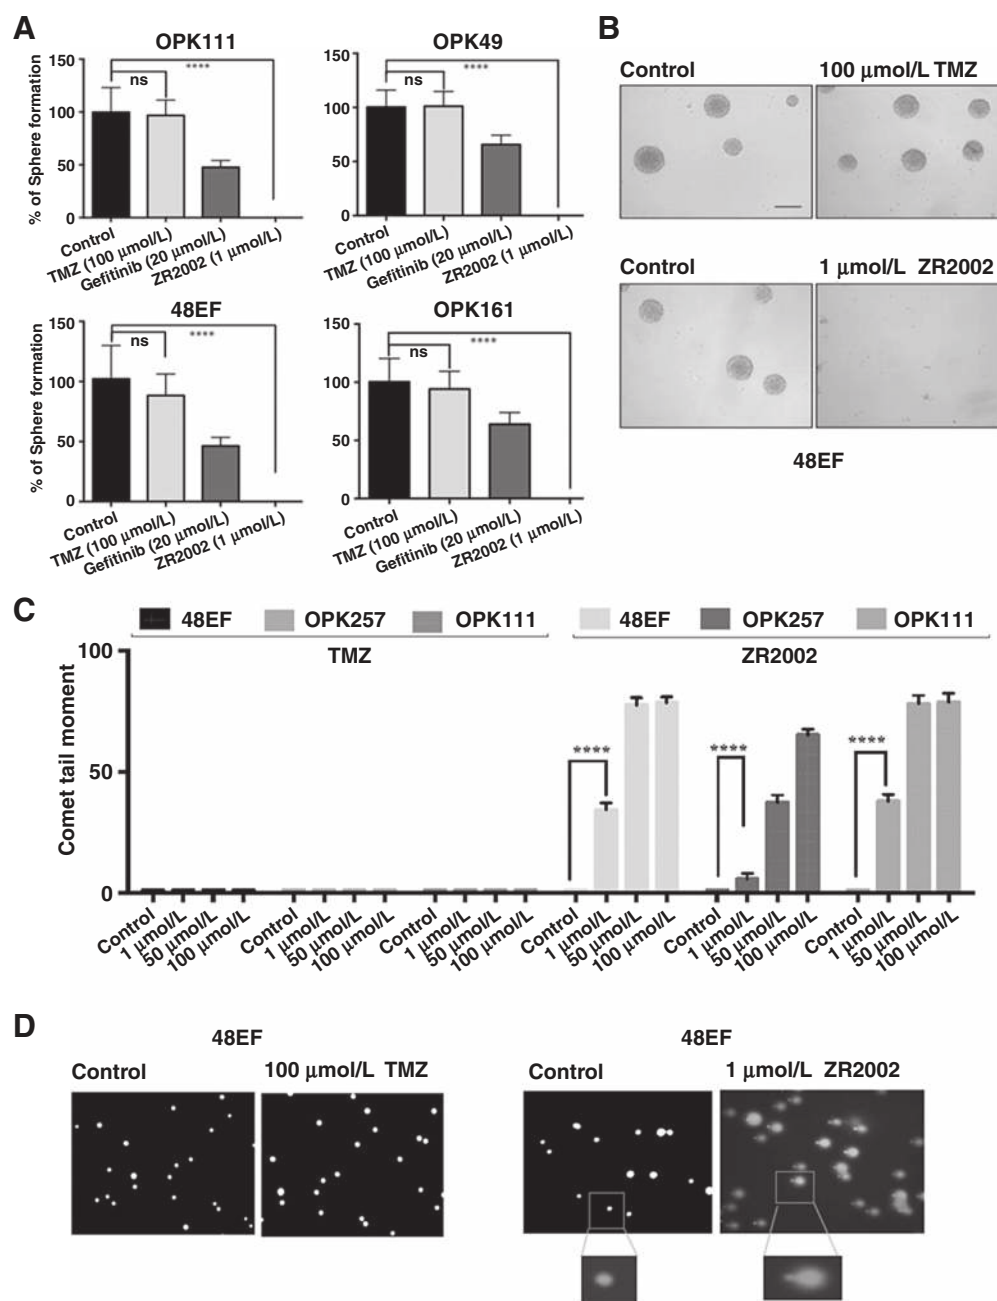 A
OPK111
OPK49
% of Sphere formation
150
100
50
0
ns
****
Control
TMZ (100 μmol/L)
Gefitinib (20 μmol/L)
ZR2002 (1 μmol/L)
150
100
50
0
ns
****
Control
TMZ (100 μmol/L)
Gefitinib (20 μmol/L)
ZR2002 (1 μmol/L)
48EF
OPK161
% of Sphere formation
150
100
50
0
ns
****
Control
TMZ (100 μmol/L)
Gefitinib (20 μmol/L)
ZR2002 (1 μmol/L)
150
100
50
0
ns
****
Control
TMZ (100 μmol/L)
Gefitinib (20 μmol/L)
ZR2002 (1 μmol/L)
B
Control
100 μmol/L TMZ
Control
1 μmol/L ZR2002
48EF
C
48EF OPK257 OPK111
TMZ
48EF OPK257 OPK111
ZR2002
Comet tail moment
100
50
0
****
****
****
Control
1 μmol/L
50 μmol/L
100 μmol/L
Control
1 μmol/L
50 μmol/L
100 μmol/L
Control
1 μmol/L
50 μmol/L
100 μmol/L
Control
1 μmol/L
50 μmol/L
100 μmol/L
Control
1 μmol/L
50 μmol/L
100 μmol/L
Control
1 μmol/L
50 μmol/L
100 μmol/L
D
48EF
Control
100 μmol/L TMZ
48EF
Control
1 μmol/L ZR2002